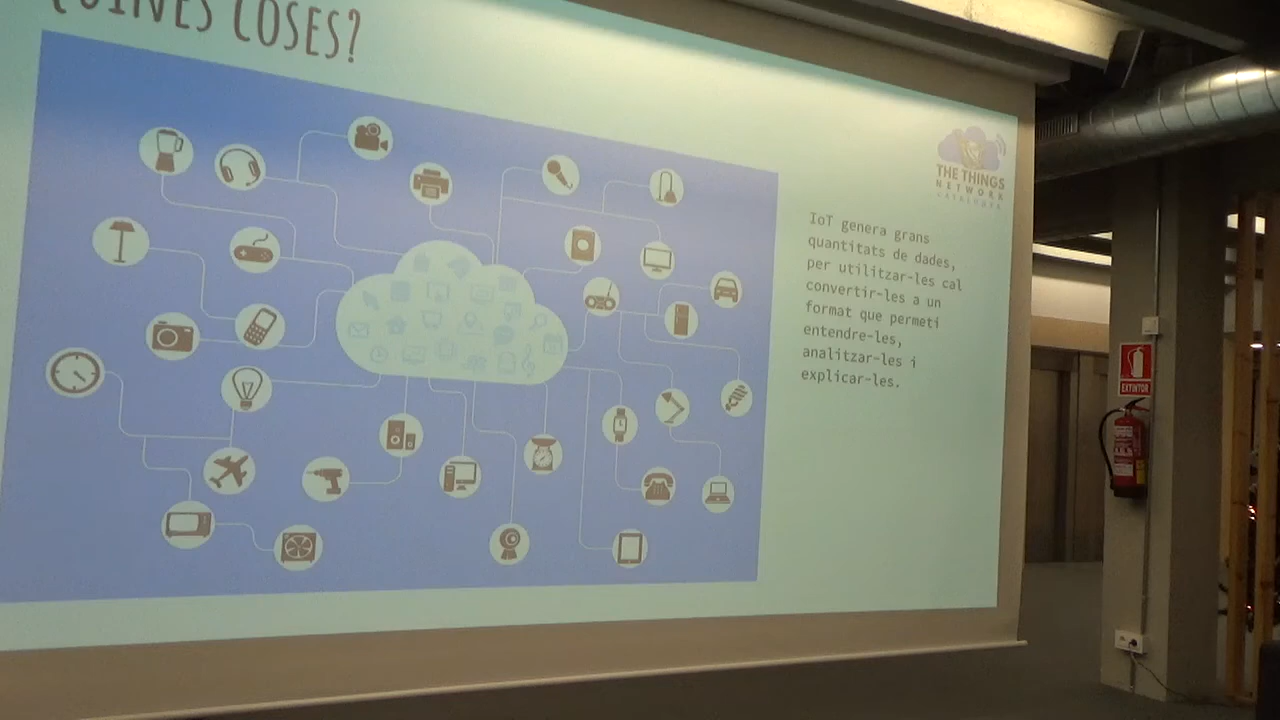 QUINES COSES?
THE THINGS
NETWORK
CATALUNYA
IoT genera grans
quantitats de dades,
per utilitzar-les cal
convertir-les a un
format que permeti
entendre-les,
analitzar-les i
explicar-les.
EXTINTOR